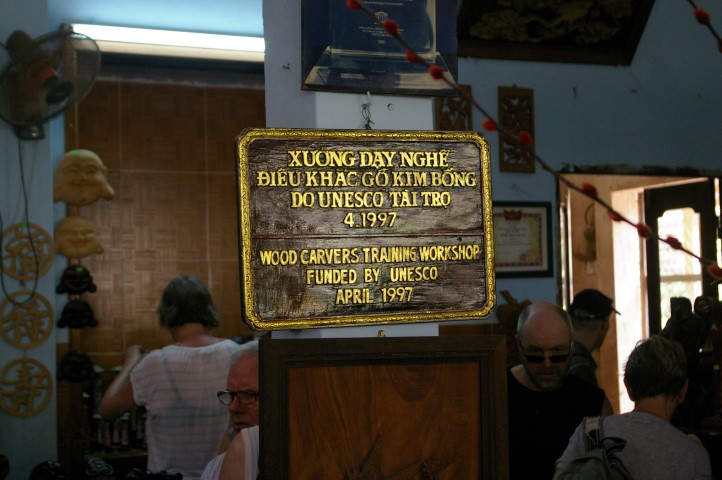 XƯỞNG DẠY NGHỀ
ĐIÊU KHẮC GỖ KIM BỒNG
DO UNESCO TÀI TRỢ
4.1997
WOOD CARVERS TRAINING WORKSHOP
FUNDED BY UNESCO
APRIL 1997